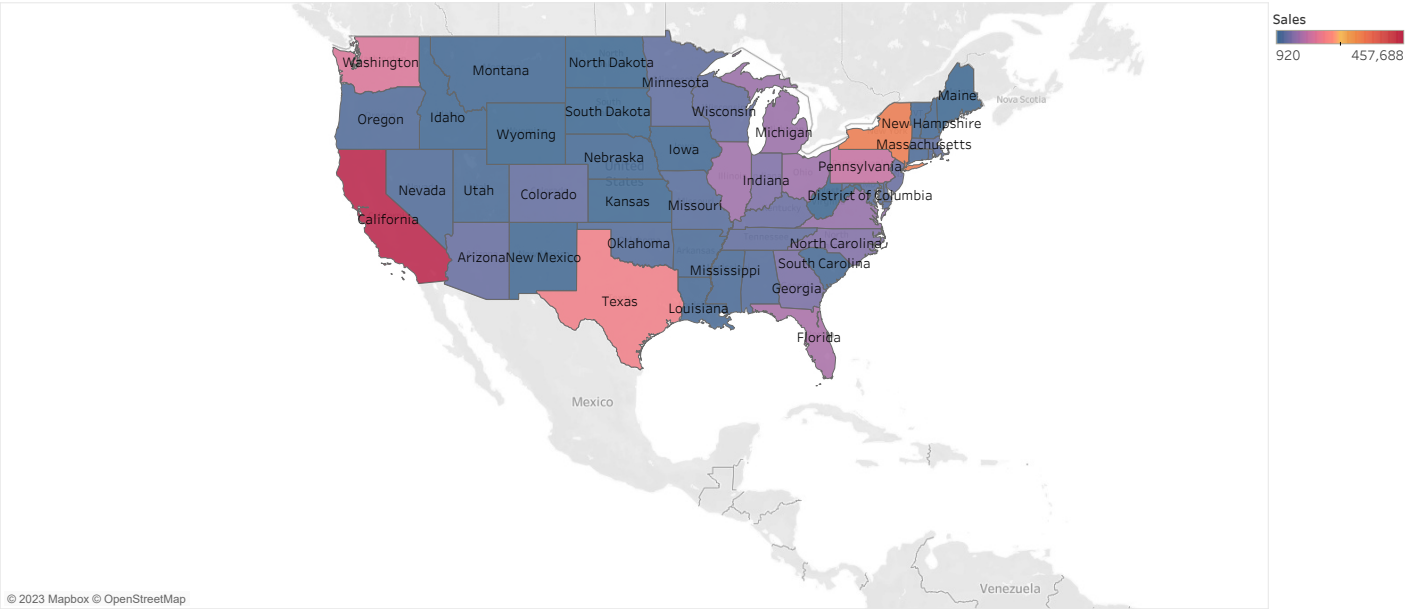 Sales
920 457,688
Washington
Montana
North Dakota
Minnesota
Maine
Nova Scotia
Oregon
Idaho
South Dakota
Wisconsin
New Hampshire
Wyoming
Michigan
Massachusetts
Iowa
Nebraska
Pennsylvania
United
States
Indiana
Nevada
Utah
Colorado
Kansas
Missouri
District of Columbia
California
Oklahoma
North Carolina
Arizona
New Mexico
South Carolina
Mississippi
Georgia
Texas
Louisiana
Florida
Mexico
Venezuela
© 2023 Mapbox © OpenStreetMap